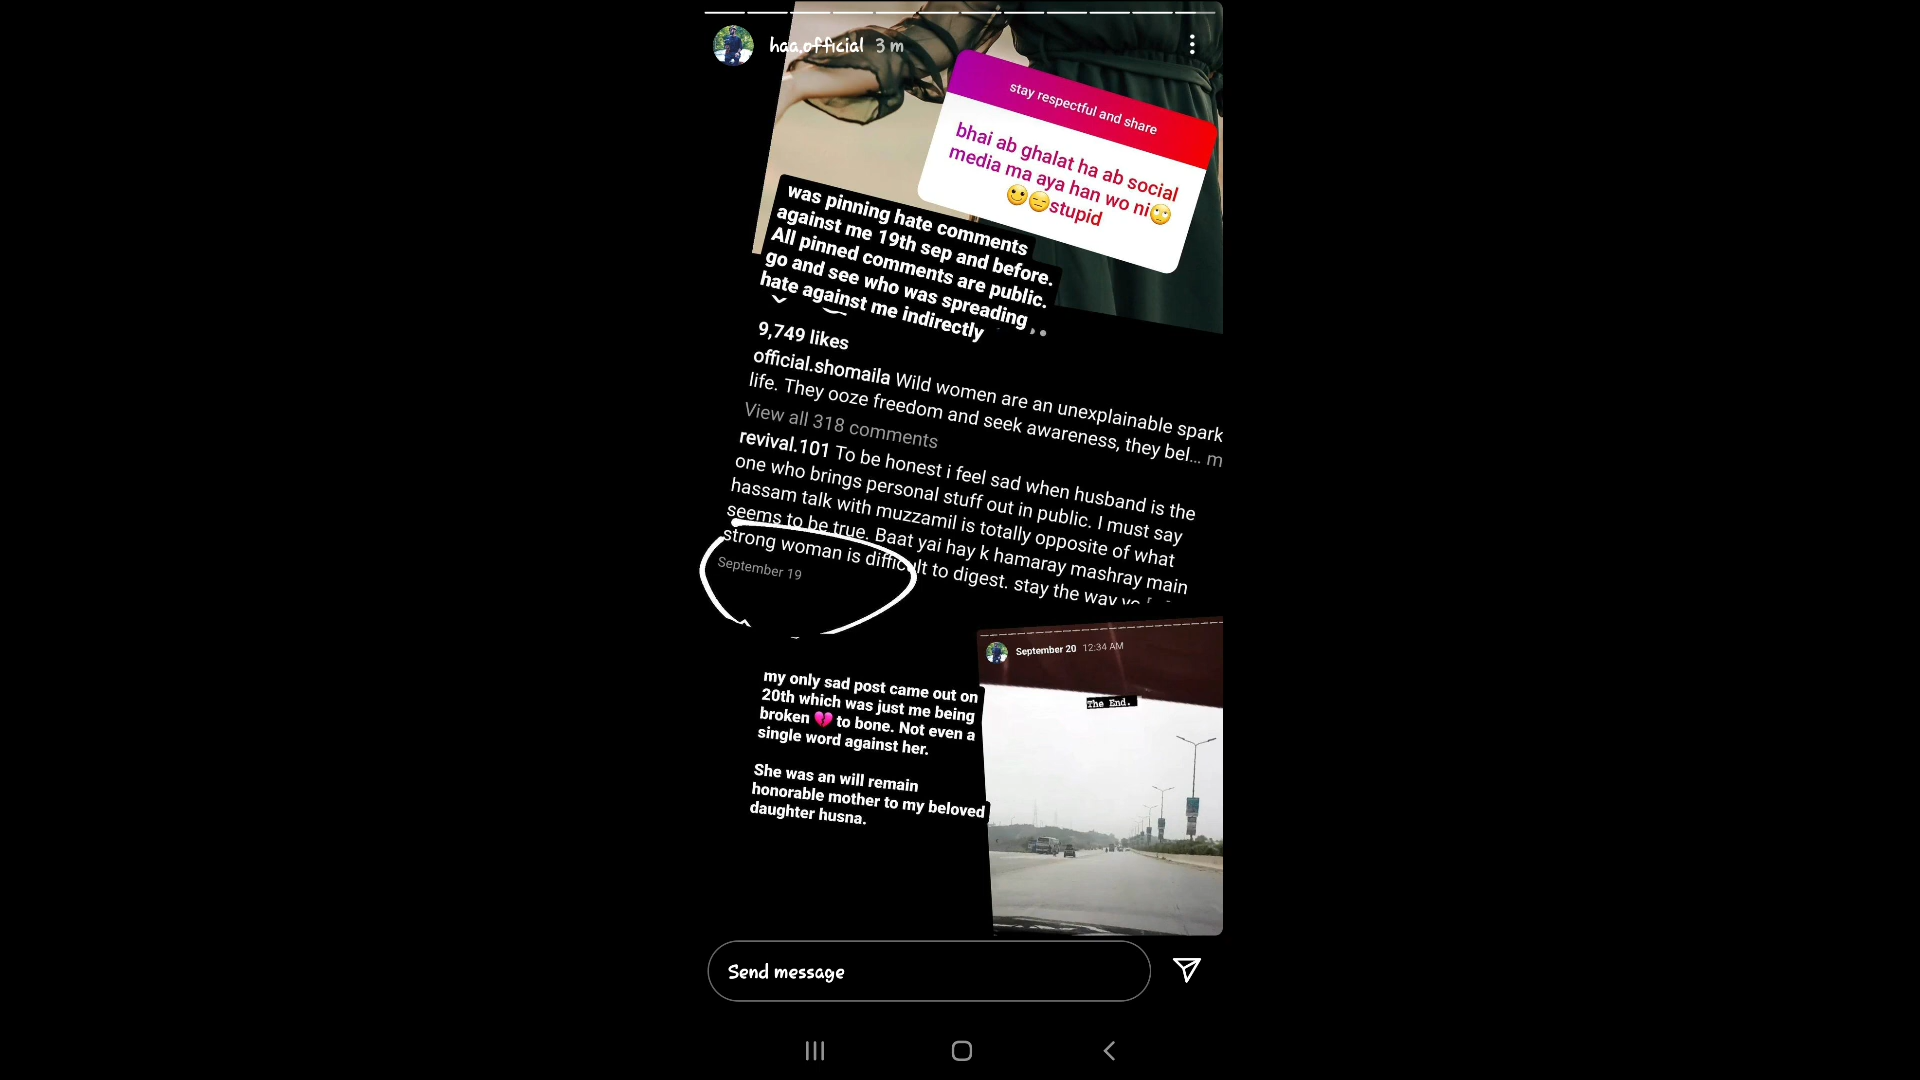 haa.official 3 m
stay respectful and share
bhai ab ghalat ha ab social
media ma aya han wo ni🙄
🙂😑stupid
was pinning hate comments
against me 19th sep and before.
All pinned comments are public.
go and see who was spreading
hate against me indirectly
9,749 likes
official.shomaila Wild women are an unexplainable spark
life. They ooze freedom and seek awareness, they bel... m
View all 318 comments
revival.101 To be honest i feel sad when husband is the
one who brings personal stuff out in public. I must say
hassam talk with muzzamil is totally opposite of what
seems to be true. Baat yai hay k hamaray mashray main
strong woman is difficult to digest. stay the way
September 19
September 20 12:34 AM
The End.
my only sad post came out on
20th which was just me being
broken 💔 to bone. Not even a
single word against her.
She was an will remain
honorable mother to my beloved
daughter husna.
Send message